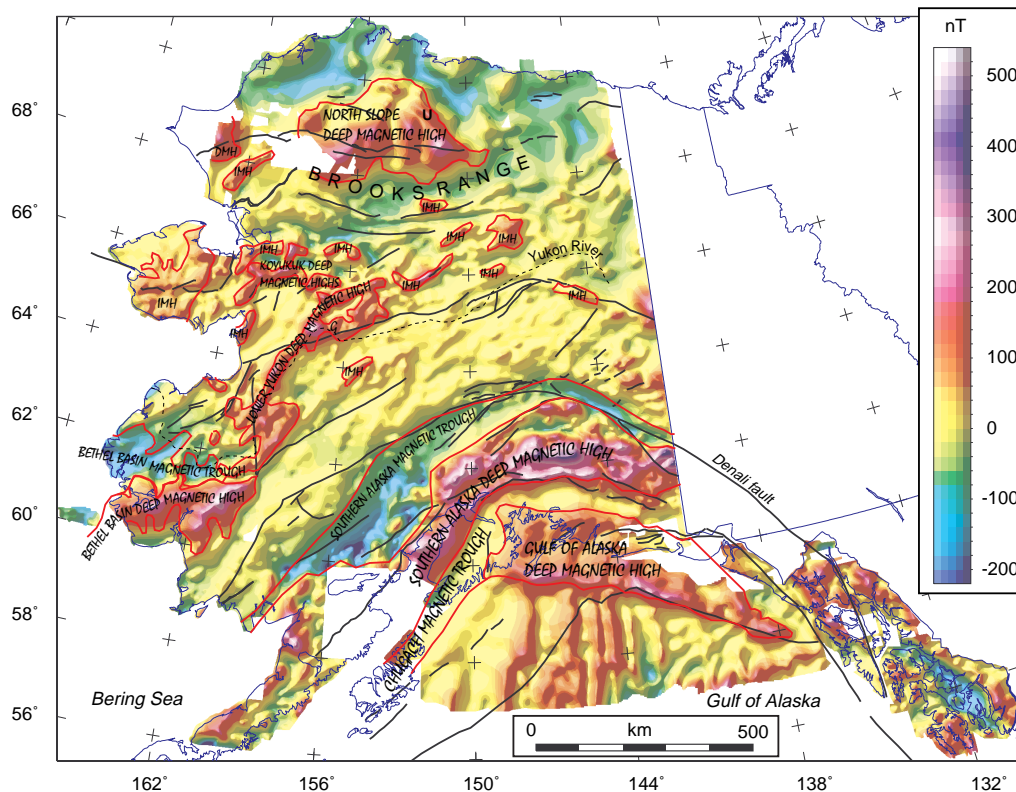 nT
500
400
300
200
100
0
-100
-200
68°
66°
64°
62°
60°
58°
56°
NORTH SLOPE
DEEP MAGNETIC HIGH
U
DMH
IMH
BROOKS RANGE
IMH
IMH
IMH
IMH
IMH
KOYUKUK DEEP
MAGNETIC HIGHS
Yukon River
IMH
IMH
IMH
IMH
IMH
G
LOWER YUKON DEEP MAGNETIC HIGH
IMH
BETHEL BASIN MAGNETIC TROUGH
BETHEL BASIN DEEP MAGNETIC HIGH
SOUTHERN ALASKA MAGNETIC TROUGH
SOUTHERN ALASKA DEEP MAGNETIC HIGH
Denali fault
GULF OF ALASKA
DEEP MAGNETIC HIGH
CHUGACH MAGNETIC TROUGH
Bering Sea
Gulf of Alaska
0 km 500
162° 156° 150° 144° 138° 132°